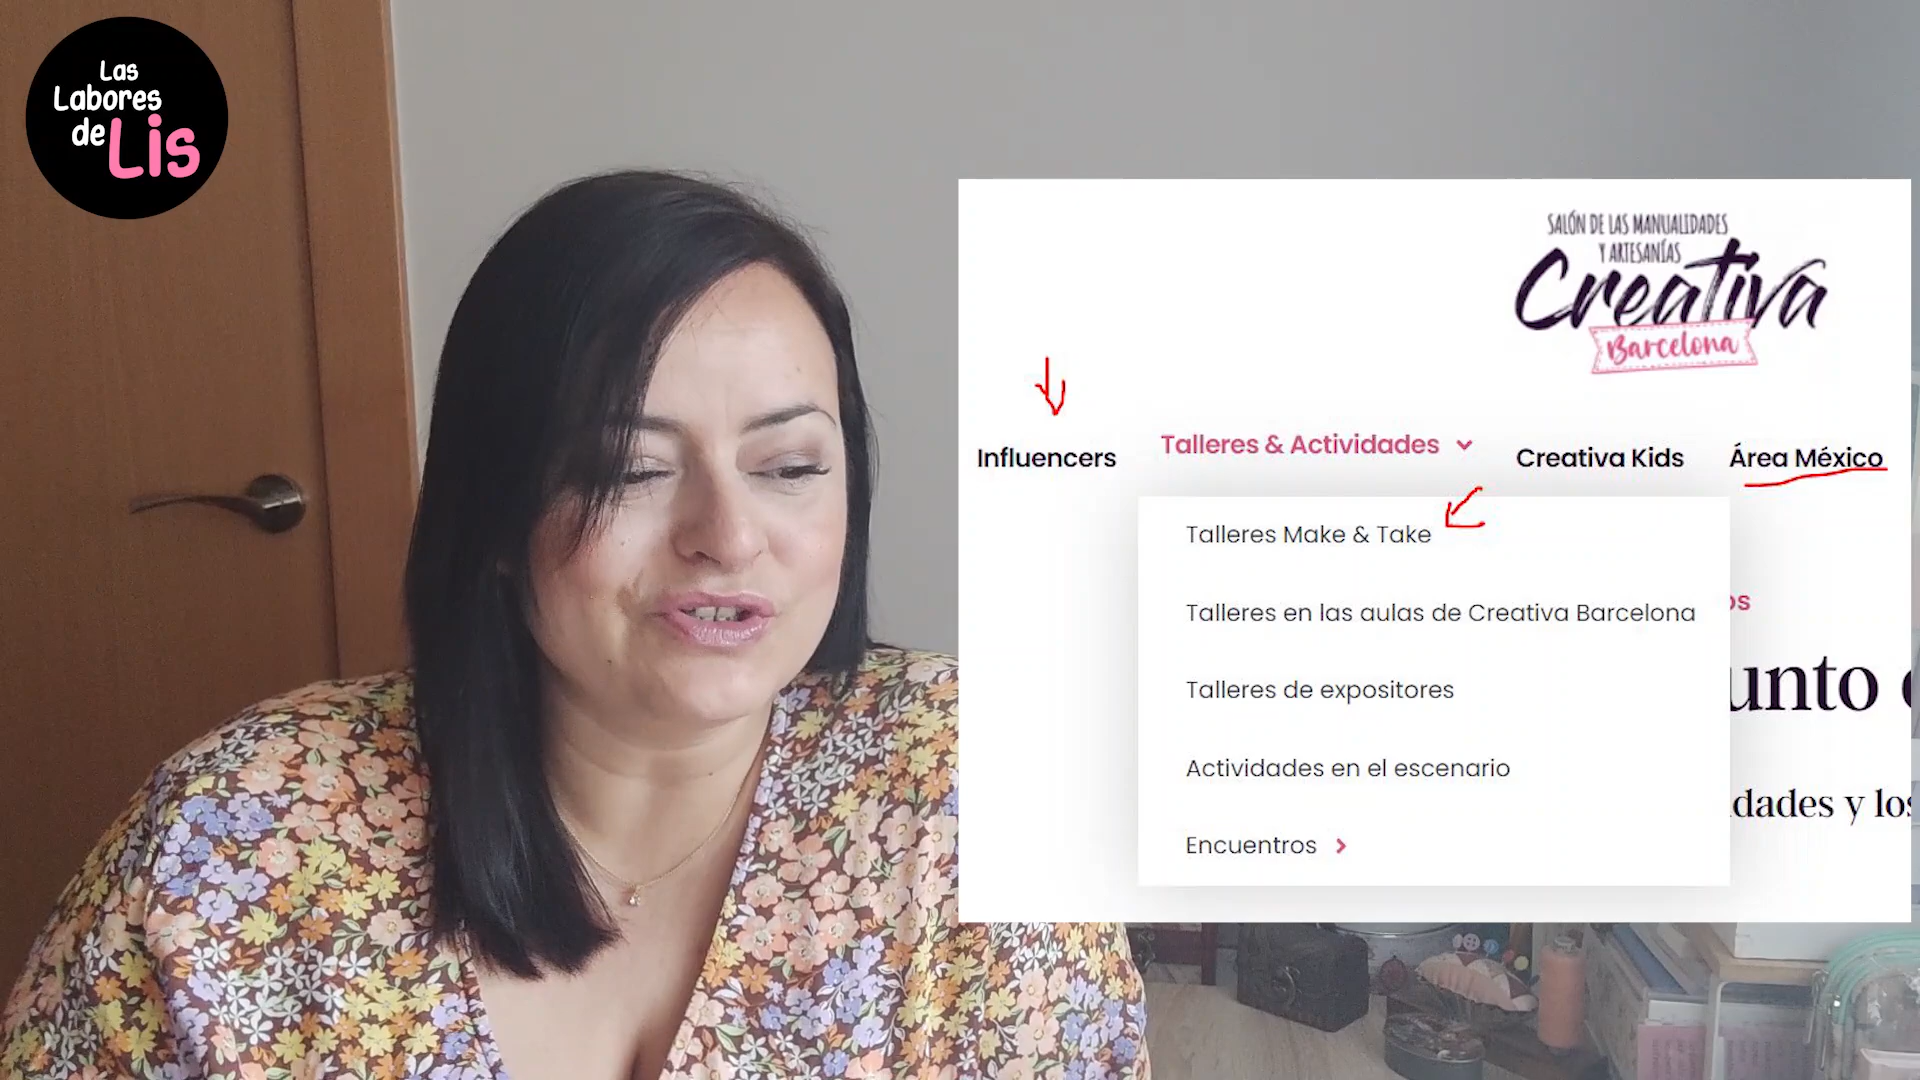 Las
Labores
de Lis
SALÓN DE LAS MANUALIDADES
Y ARTESANÍAS
Creativa
Barcelona
Influencers
Talleres & Actividades
Creativa Kids
Área México
Talleres Make & Take
Talleres en las aulas de Creativa Barcelona
os
Talleres de expositores
unto
Actividades en el escenario
dades y los
Encuentros